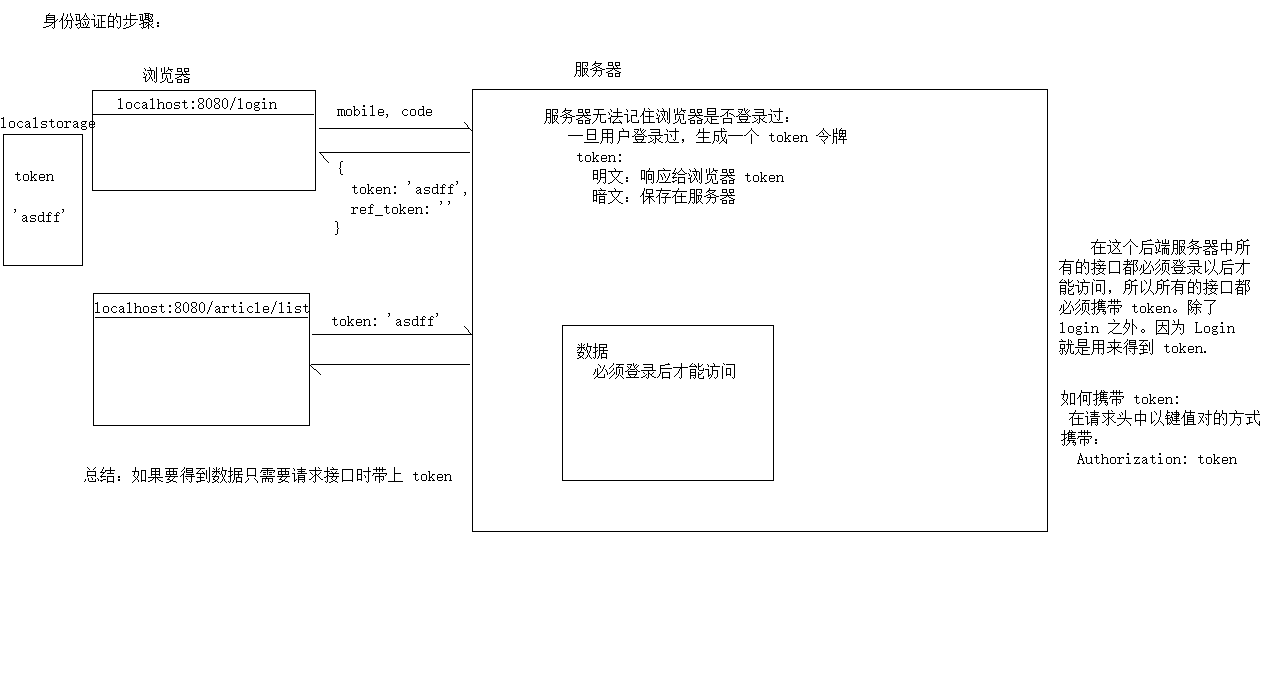 身份验证的步骤：
浏览器
服务器
localhost:8080/login
localstorage
token
'asdff'
mobile, code
{
token: 'asdff',
ref_token: ''
}
服务器无法记住浏览器是否登录过：
一旦用户登录过，生成一个 token 令牌
token:
明文：响应给浏览器 token
暗文：保存在服务器
localhost:8080/article/list
token: 'asdff'
数据
必须登录后才能访问
总结：如果要得到数据只需要请求接口时带上 token
在这个后端服务器中所
有的接口都必须登录以后才
能访问，所以所有的接口都
必须携带 token。除了
login 之外。因为 Login
就是用来得到 token.
如何携带 token:
在请求头中以键值对的方式
携带：
Authorization: token